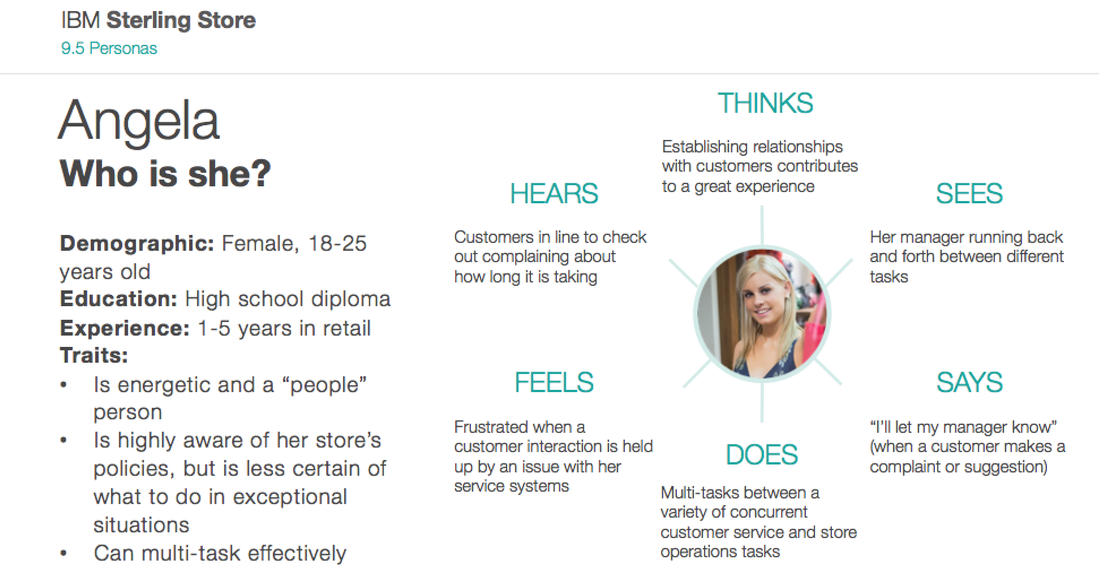 IBM Sterling Store
9.5 Personas
Angela
Who is she?
Demographic: Female, 18-25
years old
Education: High school diploma
Experience: 1-5 years in retail
Traits:
• Is energetic and a “people”
person
• Is highly aware of her store’s
policies, but is less certain of
what to do in exceptional
situations
• Can multi-task effectively
THINKS
Establishing relationships
with customers contributes
to a great experience
HEARS
Customers in line to check
out complaining about
how long it is taking
SEES
Her manager running back
and forth between different
tasks
FEELS
Frustrated when a
customer interaction is held
up by an issue with her
service systems
DOES
Multi-tasks between a
variety of concurrent
customer service and store
operations tasks
SAYS
“I’ll let my manager know”
(when a customer makes a
complaint or suggestion)